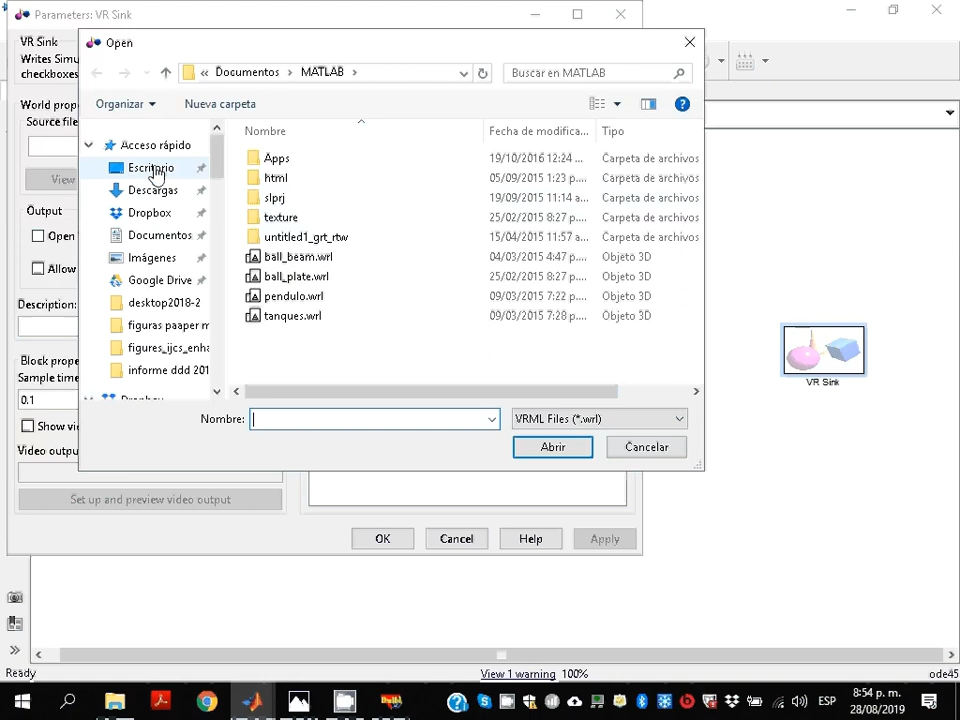 Parameters: VR Sink
VR Sink
Writes Simu
checkboxes
World prop
Source file
View
Output
Open
Allow
Description:
Block prope
Sample time
0.1
Show vi
Video outpu
Set up and preview video output
OK
Cancel
Help
Apply
Open
« Documentos > MATLAB >
Buscar en MATLAB
Organizar
Nueva carpeta
Acceso rápido
Escritorio
Descargas
Dropbox
Documentos
Imágenes
Google Drive
desktop2018-2
figuras paaper m
figures_ijcs_enha
informe ddd 201
Nombre Fecha de modifica... Tipo
Apps 19/10/2016 12:24 ... Carpeta de archivos
html 05/09/2015 1:23 p.... Carpeta de archivos
slprj 19/09/2015 11:14 a... Carpeta de archivos
texture 25/02/2015 8:27 p.... Carpeta de archivos
untitled1_grt_rtw 15/04/2015 11:57 a... Carpeta de archivos
ball_beam.wrl 04/03/2015 4:47 p.... Objeto 3D
ball_plate.wrl 25/02/2015 8:27 p.... Objeto 3D
pendulo.wrl 09/03/2015 7:22 p.... Objeto 3D
tanques.wrl 09/03/2015 7:28 p.... Objeto 3D
Nombre:
VRML Files (*.wrl)
Abrir
Cancelar
VR Sink
Ready
View 1 warning
100%
ode45
ESP
8:54 p. m.
28/08/2019